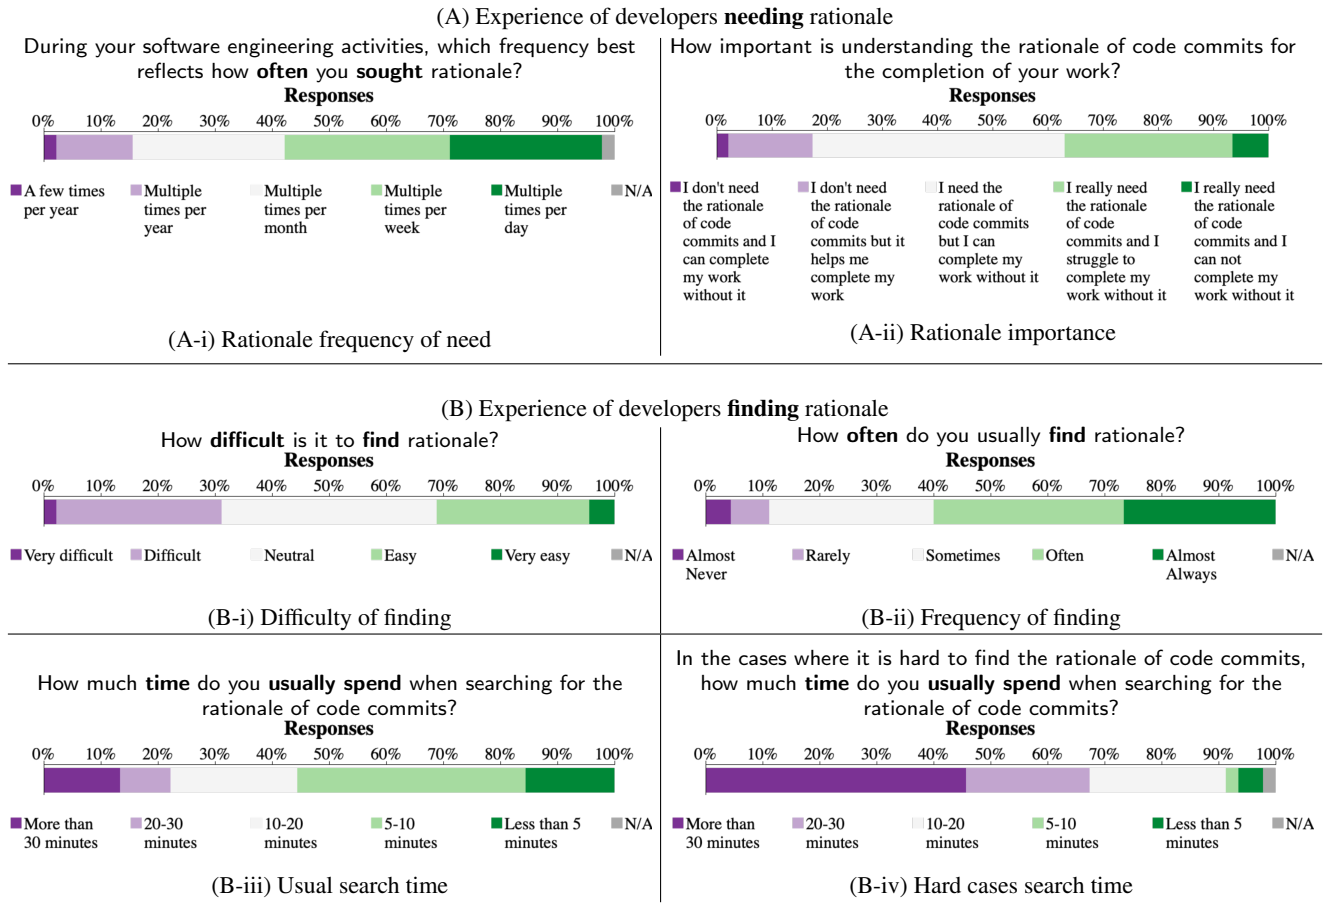 (A) Experience of developers needing rationale
During your software engineering activities, which frequency best
reflects how often you sought rationale?
Responses
0% 10% 20% 30% 40% 50% 60% 70% 80% 90% 100%
A few times
per year
Multiple
times per
year
Multiple
times per
month
Multiple
times per
week
Multiple
times per
day
N/A
(A-i) Rationale frequency of need
How important is understanding the rationale of code commits for
the completion of your work?
Responses
0% 10% 20% 30% 40% 50% 60% 70% 80% 90% 100%
I don't need
the rationale
of code
commits and I
can complete
my work
without it
I don't need
the rationale
of code
commits but it
helps me
complete my
work
I need the
rationale of
code commits
but I can
complete my
work without it
I really need
the rationale
of code
commits and I
struggle to
complete my
work without it
I really need
the rationale
of code
commits and I
can not
complete my
work without it
(A-ii) Rationale importance
(B) Experience of developers finding rationale
How difficult is it to find rationale?
Responses
0% 10% 20% 30% 40% 50% 60% 70% 80% 90% 100%
Very difficult Difficult Neutral Easy Very easy N/A
(B-i) Difficulty of finding
How often do you usually find rationale?
Responses
0% 10% 20% 30% 40% 50% 60% 70% 80% 90% 100%
Almost
Never
Rarely
Sometimes
Often
Almost
Always
N/A
(B-ii) Frequency of finding
How much time do you usually spend when searching for the
rationale of code commits?
Responses
0% 10% 20% 30% 40% 50% 60% 70% 80% 90% 100%
More than
30 minutes
20-30
minutes
10-20
minutes
5-10
minutes
Less than 5
minutes
N/A
(B-iii) Usual search time
In the cases where it is hard to find the rationale of code commits,
how much time do you usually spend when searching for the
rationale of code commits?
Responses
0% 10% 20% 30% 40% 50% 60% 70% 80% 90% 100%
More than
30 minutes
20-30
minutes
10-20
minutes
5-10
minutes
Less than 5
minutes
N/A
(B-iv) Hard cases search time